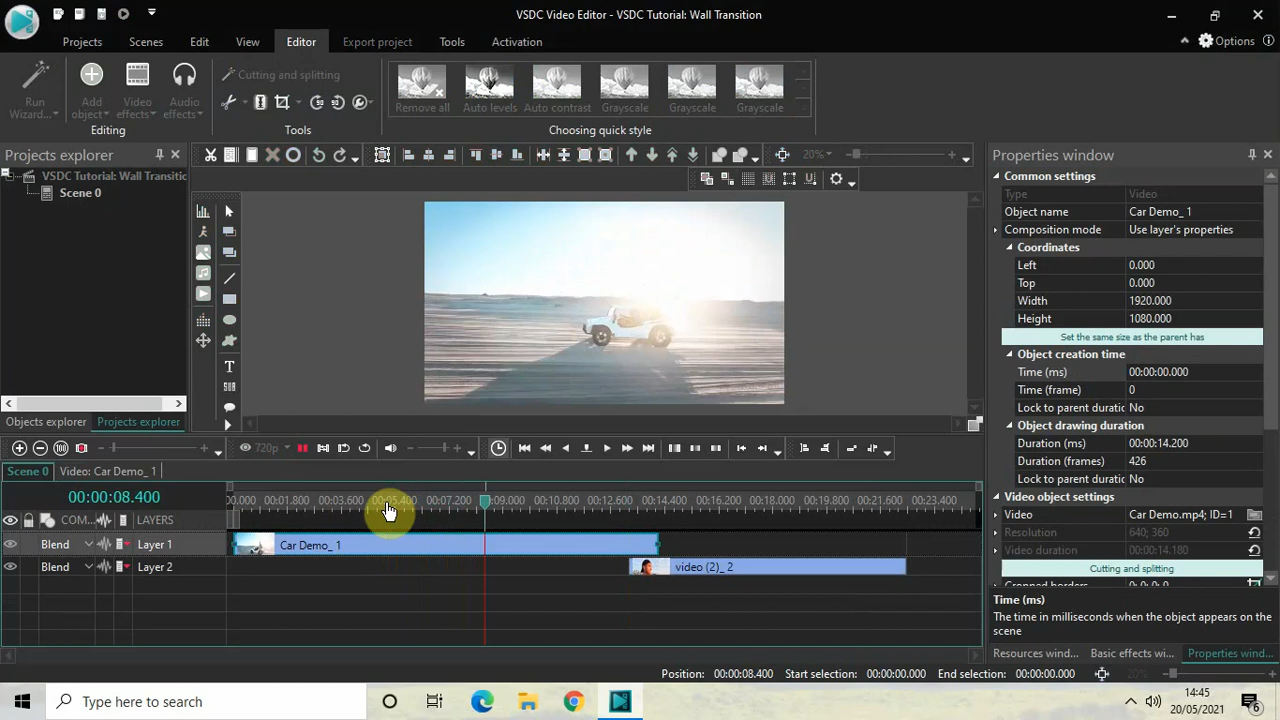 VSDC Video Editor - VSDC Tutorial: Wall Transition
Projects Scenes Edit View Editor Export project Tools Activation Options
Run Wizard... Add object Video effects Audio effects Cutting and splitting Remove all Auto levels Auto contrast Grayscale Grayscale Grayscale
Editing Tools Choosing quick style
Projects explorer
VSDC Tutorial: Wall Transitic
Scene 0
Objects explorer Projects explorer
20%
T
SUB
Properties window
Common settings
Type Video
Object name Car Demo_ 1
Composition mode Use layer's properties
Coordinates
Left 0.000
Top 0.000
Width 1920.000
Height 1080.000
Set the same size as the parent has
Object creation time
Time (ms) 00:00:00.000
Time (frame) 0
Lock to parent duratic No
Object drawing duration
Duration (ms) 00:00:14.200
Duration (frames) 426
Lock to parent duratic No
Video object settings
Video Car Demo.mp4; ID=1
Resolution 640; 360
Video duration 00:00:14.180
Cutting and splitting
Cropped borders 0; 0; 0; 0
Time (ms)
The time in milliseconds when the object appears on the scene
Resources wind... Basic effects wi... Properties wind...
720p
Scene 0 Video: Car Demo_ 1
00:00:08.400
.000 00:01.800 00:03.600 00:05.400 00:07.200 00:09.000 00:10.800 00:12.600 00:14.400 00:16.200 00:18.000 00:19.800 00:21.600 00:23.400
COM... LAYERS
Blend Layer 1 Car Demo_ 1
Blend Layer 2 video (2)_ 2
Position: 00:00:08.400 Start selection: 00:00:00.000 End selection: 00:00:00.000 20%
Type here to search
14:45
20/05/2021
6